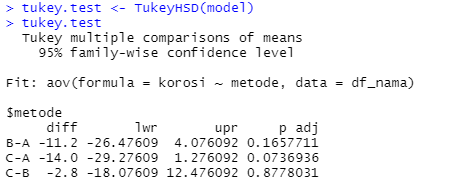 > tukey.test <- TukeyHSD(model)
> tukey.test
  Tukey multiple comparisons of means
    95% family-wise confidence level

Fit: aov(formula = korosi ~ metode, data = df_nama)

$metode
     diff       lwr       upr     p adj
B-A -11.2 -26.47609  4.076092 0.1657711
C-A -14.0 -29.27609  1.276092 0.0736936
C-B  -2.8 -18.07609 12.476092 0.8778031